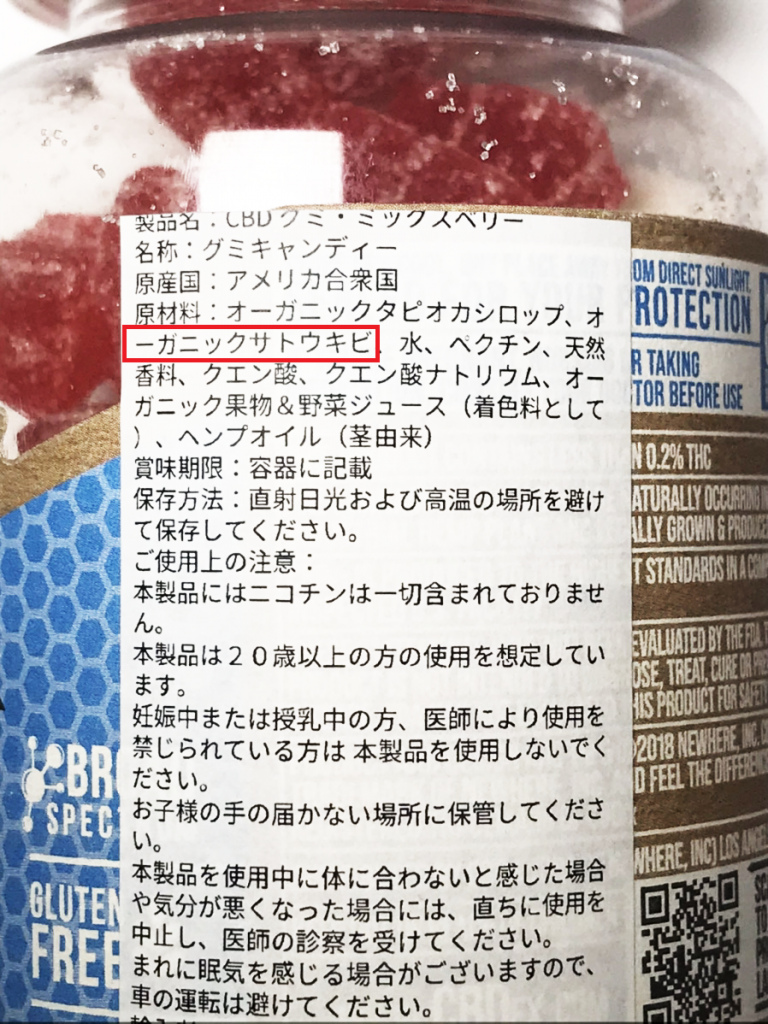 製品名：CBDグミ・ミックスベリー
名称：グミキャンディー
原産国：アメリカ合衆国
原材料：オーガニックタピオカシロップ、オ
ーガニックサトウキビ、水、ペクチン、天然
香料、クエン酸、クエン酸ナトリウム、オー
ガニック果物＆野菜ジュース（着色料として
）、ヘンプオイル（茎由来）
賞味期限：容器に記載
保存方法：直射日光および高温の場所を避け
て保存してください。
ご使用上の注意：
本製品にはニコチンは一切含まれておりませ
ん。
本製品は２０歳以上の方の使用を想定してい
ます。
妊娠中または授乳中の方、医師により使用を
禁じられている方は 本製品を使用しないでく
ださい。
お子様の手の届かない場所に保管してくださ
い。
本製品を使用中に体に合わないと感じた場合
や気分が悪くなった場合には、直ちに使用を
中止し、医師の診察を受けてください。
まれに眠気を感じる場合がございますので、
車の運転は避けてください。
OM DIRECT SUNLIGHT.
ROTECTION
R TAKING
TOR BEFORE USE
N 0.2% THC
ATURALLY OCCURRING
ALLY GROWN & PRODUCE
T STANDARDS IN A COM
EVALUATED BY THE FDA.
OSE, TREAT, CURE OR
IS PRODUCT FOR SAFETY
©2018 NEWHERE, INC.
D FEEL THE DIFFEREN
WHERE, INC) LOS ANGEL
BRO
SPEC
GLUTEN
FREE